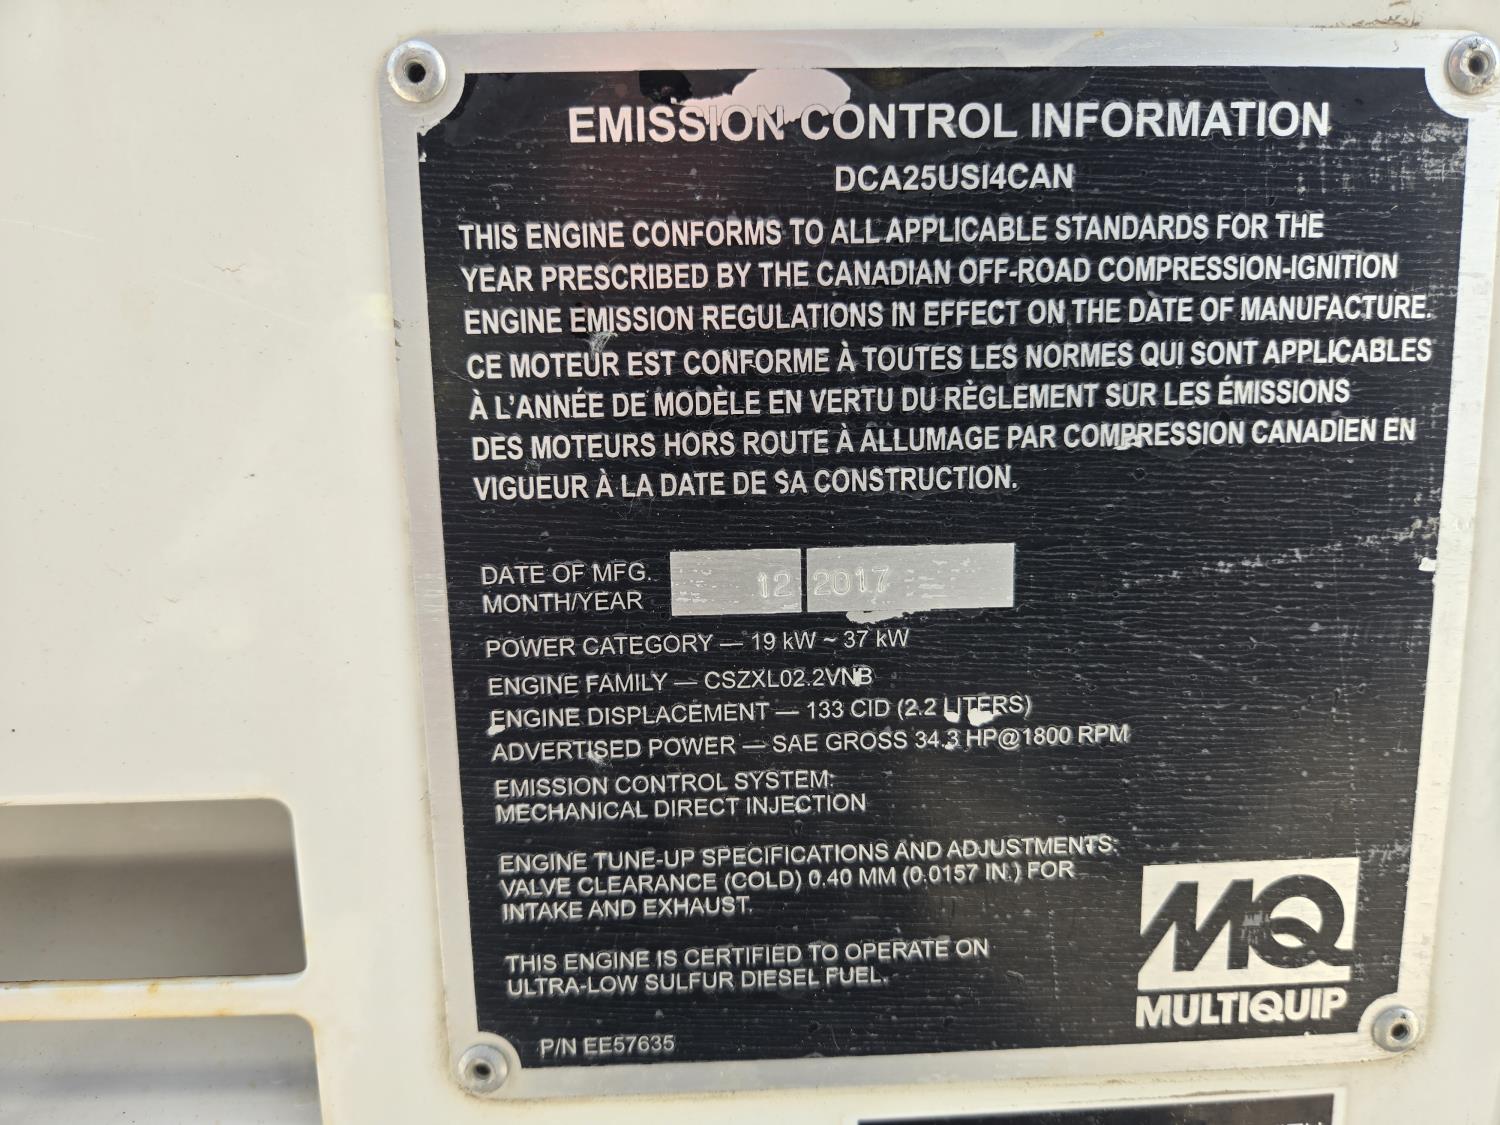 EMISSION CONTROL INFORMATION
DCA25USI4CAN
THIS ENGINE CONFORMS TO ALL APPLICABLE STANDARDS FOR THE
YEAR PRESCRIBED BY THE CANADIAN OFF-ROAD COMPRESSION-IGNITION
ENGINE EMISSION REGULATIONS IN EFFECT ON THE DATE OF MANUFACTURE.
CE MOTEUR EST CONFORME À TOUTES LES NORMES QUI SONT APPLICABLES
À L'ANNÉE DE MODÈLE EN VERTU DU RÈGLEMENT SUR LES ÉMISSIONS
DES MOTEURS HORS ROUTE À ALLUMAGE PAR COMPRESSION CANADIEN EN
VIGUEUR À LA DATE DE SA CONSTRUCTION.
DATE OF MFG.
MONTH/YEAR
12 2017
POWER CATEGORY — 19 kW ~ 37 kW
ENGINE FAMILY — CSZXL02.2VNB
ENGINE DISPLACEMENT — 133 CID (2.2 LITERS)
ADVERTISED POWER — SAE GROSS 34.3 HP@1800 RPM
EMISSION CONTROL SYSTEM:
MECHANICAL DIRECT INJECTION
ENGINE TUNE-UP SPECIFICATIONS AND ADJUSTMENTS:
VALVE CLEARANCE (COLD) 0.40 MM (0.0157 IN.) FOR
INTAKE AND EXHAUST.
THIS ENGINE IS CERTIFIED TO OPERATE ON
ULTRA-LOW SULFUR DIESEL FUEL.
MQ
MULTIQUIP
P/N EE57635